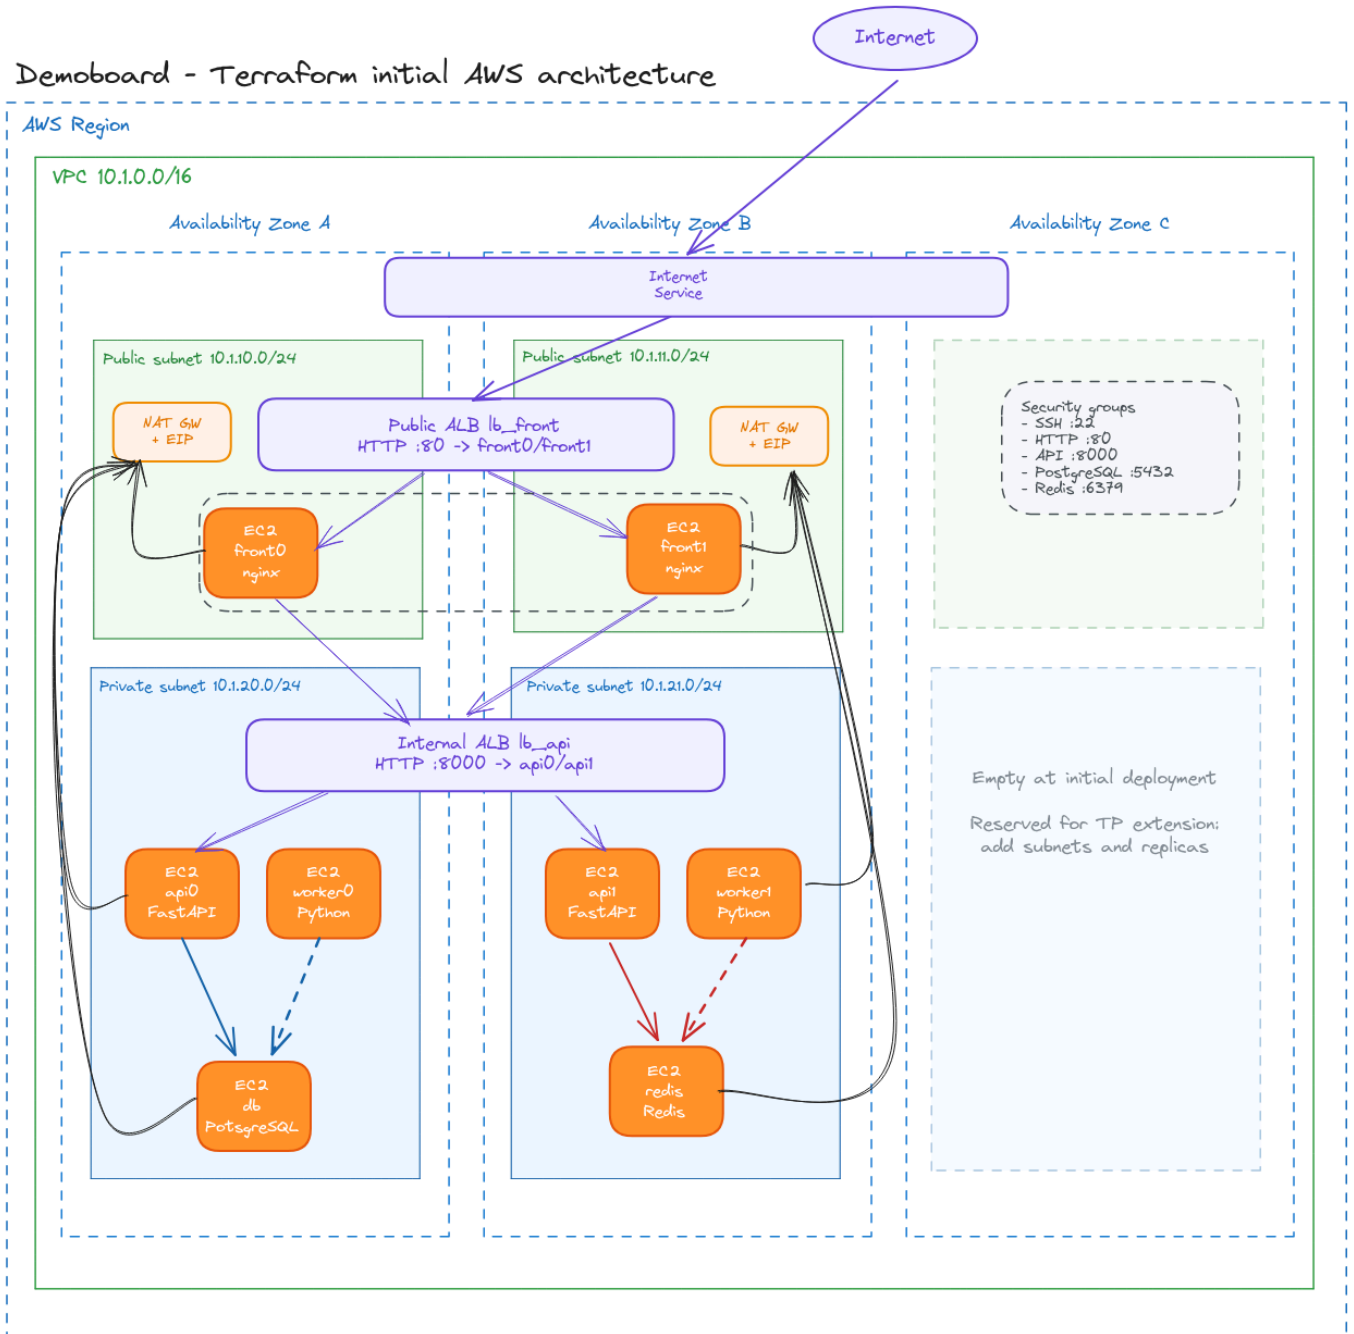 Internet
Demoboard - Terraform initial AWS architecture
AWS Region
VPC 10.1.0.0/16
Availability Zone A
Availability Zone B
Availability Zone C
Internet
Service
Public subnet 10.1.10.0/24
Public subnet 10.1.11.0/24
NAT GW
+ EIP
Public ALB lb_front
HTTP :80 -> front0/front1
NAT GW
+ EIP
Security groups
- SSH :22
- HTTP :80
- API :8000
- PostgreSQL :5432
- Redis :6379
EC2
front0
nginx
EC2
front1
nginx
Private subnet 10.1.20.0/24
Private subnet 10.1.21.0/24
Internal ALB lb_api
HTTP :8000 -> api0/api1
Empty at initial deployment
Reserved for TP extension:
add subnets and replicas
EC2
api0
FastAPI
EC2
worker0
Python
EC2
api1
FastAPI
EC2
worker1
Python
EC2
db
PotsgreSQL
EC2
redis
Redis